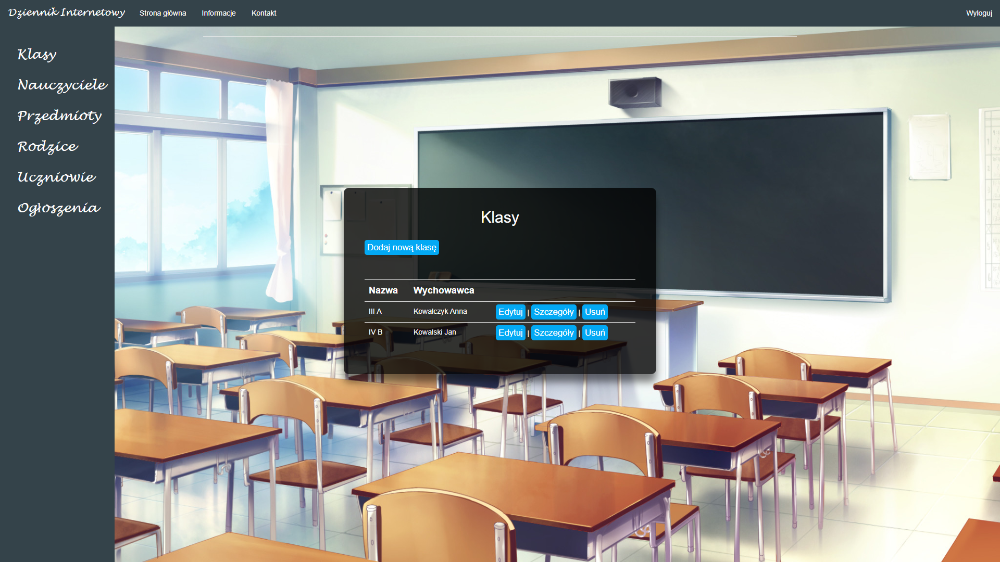 Dziennik Internetowy Strona główna Informacje Kontakt Wyloguj
Klasy
Nauczyciele
Przedmioty
Rodzice
Uczniowie
Ogłoszenia
Klasy
Dodaj nową klasę
Nazwa Wychowawca
III A Kowalczyk Anna Edytuj | Szczegóły | Usuń
IV B Kowalski Jan Edytuj | Szczegóły | Usuń